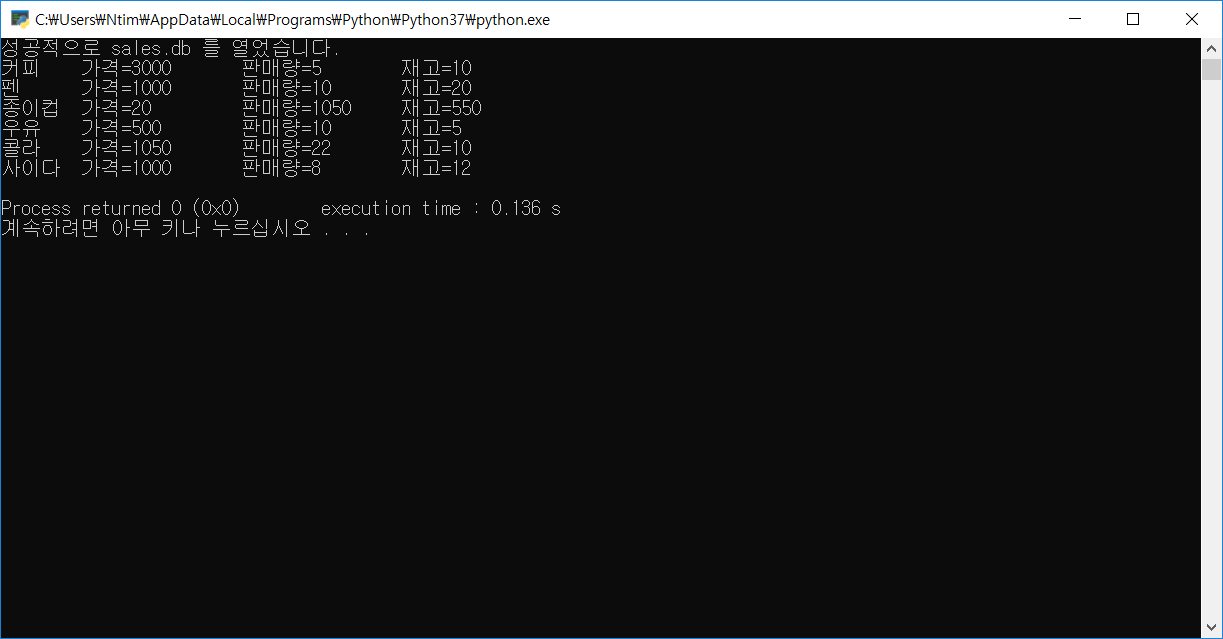 C:₩Users₩Ntim₩AppData₩Local₩Programs₩Python₩Python37₩python.exe
성공적으로 sales.db 를 열었습니다.
커피 가격=3000 판매량=5 재고=10
펜 가격=1000 판매량=10 재고=20
종이컵 가격=20 판매량=1050 재고=550
우유 가격=500 판매량=10 재고=5
콜라 가격=1050 판매량=22 재고=10
사이다 가격=1000 판매량=8 재고=12
Process returned 0 (0x0) execution time : 0.136 s
계속하려면 아무 키나 누르십시오 . . .